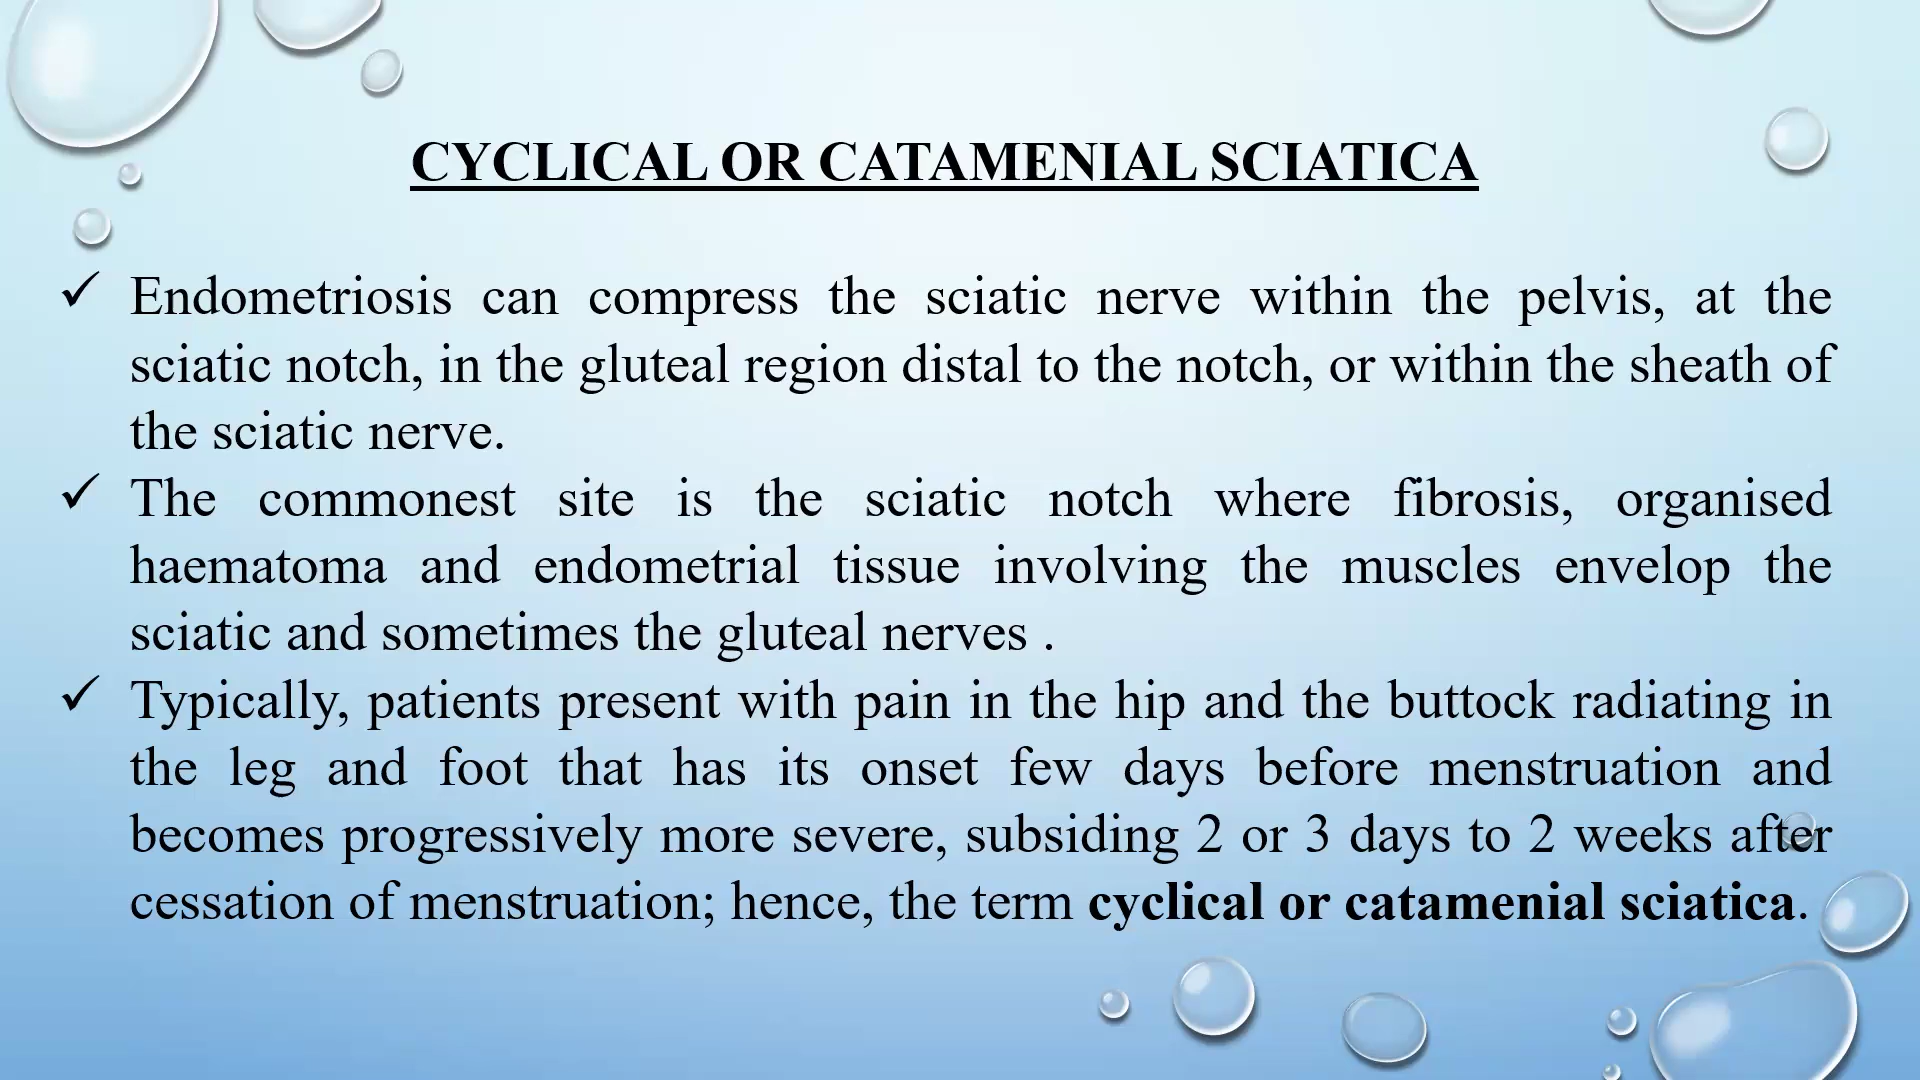 CYCLICAL OR CATAMENIAL SCIATICA
✓ Endometriosis can compress the sciatic nerve within the pelvis, at the
sciatic notch, in the gluteal region distal to the notch, or within the sheath of
the sciatic nerve.
✓ The commonest site is the sciatic notch where fibrosis, organised
haematoma and endometrial tissue involving the muscles envelop the
sciatic and sometimes the gluteal nerves .
✓ Typically, patients present with pain in the hip and the buttock radiating in
the leg and foot that has its onset few days before menstruation and
becomes progressively more severe, subsiding 2 or 3 days to 2 weeks after
cessation of menstruation; hence, the term cyclical or catamenial sciatica.